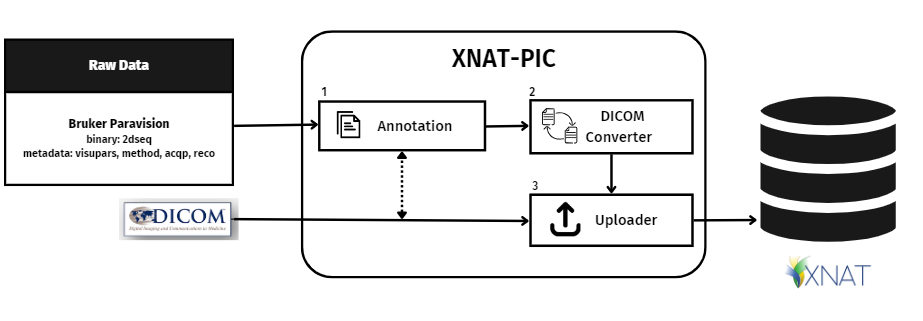 XNAT-PIC
Raw Data
Bruker Paravision
binary: 2dseq
metadata: visupars, method, acqp, reco
1
Annotation
2
DICOM
Converter
3
Uploader
DICOM
Digital Imaging and Communications in Medicine
XNAT